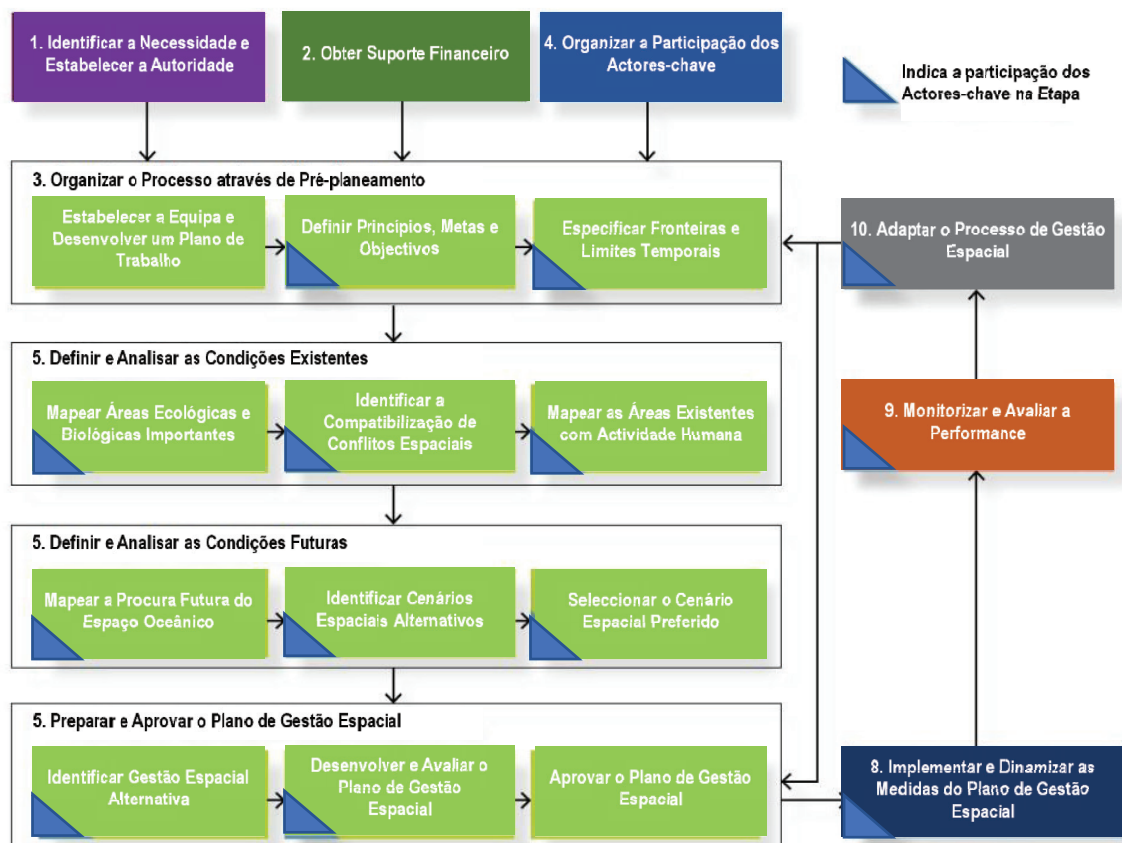 1. Identificar a Necessidade e
Estabelecer a Autoridade
2. Obter Suporte Financeiro
4. Organizar a Participação dos
Actores-chave
Indica a participação dos
Actores-chave na Etapa
3. Organizar o Processo através de Pré-planeamento
Estabelecer a Equipa e
Desenvolver um Plano de
Trabalho
Definir Princípios, Metas e
Objectivos
Especificar Fronteiras e
Limites Temporais
10. Adaptar o Processo de Gestão
Espacial
5. Definir e Analisar as Condições Existentes
Mapear Áreas Ecológicas e
Biológicas Importantes
Identificar a
Compatibilização de
Conflitos Espaciais
Mapear as Áreas Existentes
com Actividade Humana
9. Monitorizar e Avaliar a
Performance
5. Definir e Analisar as Condições Futuras
Mapear a Procura Futura do
Espaço Oceânico
Identificar Cenários
Espaciais Alternativos
Seleccionar o Cenário
Espacial Preferido
5. Preparar e Aprovar o Plano de Gestão Espacial
Identificar Gestão Espacial
Alternativa
Desenvolver e Avaliar o
Plano de Gestão
Espacial
Aprovar o Plano de Gestão
Espacial
8. Implementar e Dinamizar as
Medidas do Plano de Gestão
Espacial